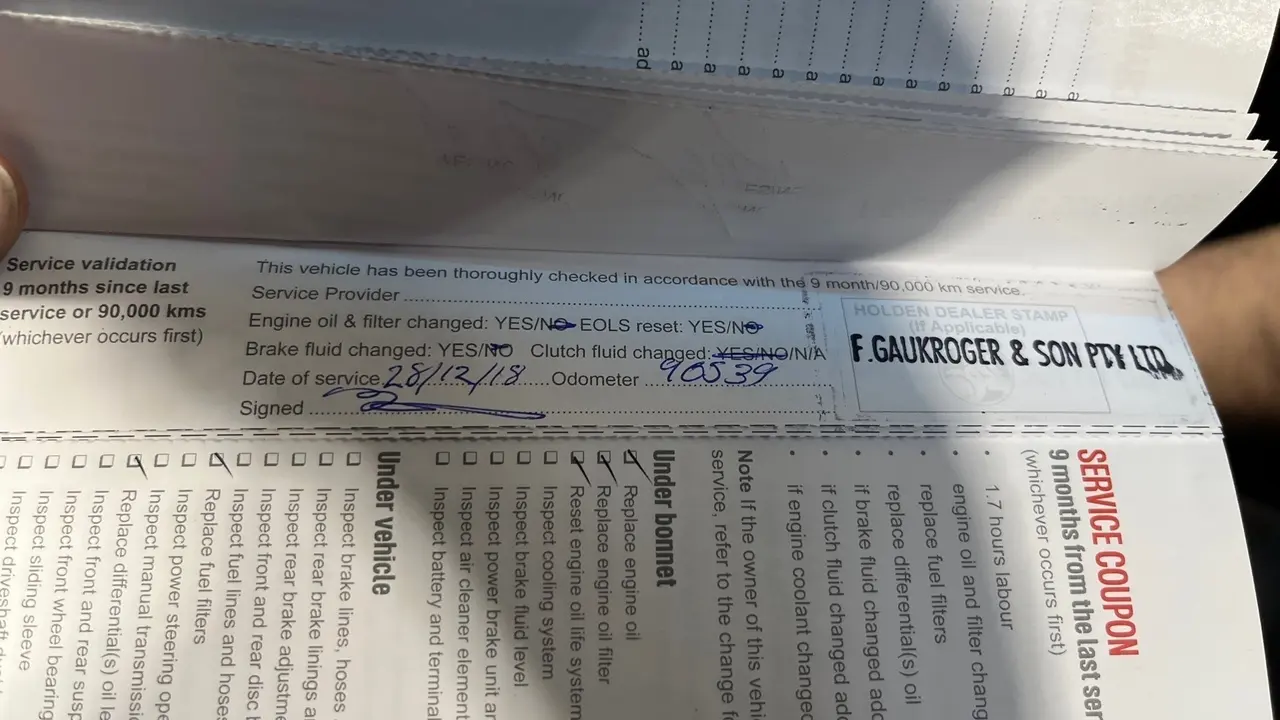 Service validation
9 months since last
service or 90,000 kms
(whichever occurs first)
This vehicle has been thoroughly checked in accordance with the 9 month/90,000 km service.
Service Provider
Engine oil & filter changed: YES/NO EOLS reset: YES/NO
Brake fluid changed: YES/NO Clutch fluid changed: YES/NO/N/A
Date of service 28/12/18 Odometer 90539
Signed
HOLDEN DEALER STAMP
(If Applicable)
F.GAUKROGER & SON PTY LTD.
SERVICE COUPON
9 months from the last ser
(whichever occurs first)
• 1.7 hours labour
• engine oil and filter chang
• replace fuel filters
• replace differential(s) oil
• if brake fluid changed add
• if clutch fluid changed add
• if engine coolant changed
Note If the owner of this vehi
service, refer to the change f
Under bonnet
Replace engine oil
Replace engine oil filter
Reset engine oil life system
Inspect cooling system
Inspect brake fluid level
Inspect power brake unit an
Inspect air cleaner element
Inspect battery and terminal
Under vehicle
Inspect brake lines, hoses
Inspect rear brake linings a
Inspect rear brake adjustme
Inspect front and rear disc b
Inspect fuel lines and hoses
Replace fuel filters
Inspect power steering ope
Inspect manual transmissio
Replace differential(s) oil le
Inspect front and rear susp
Inspect front wheel bearing
Inspect sliding sleeve
Inspect driveshaft